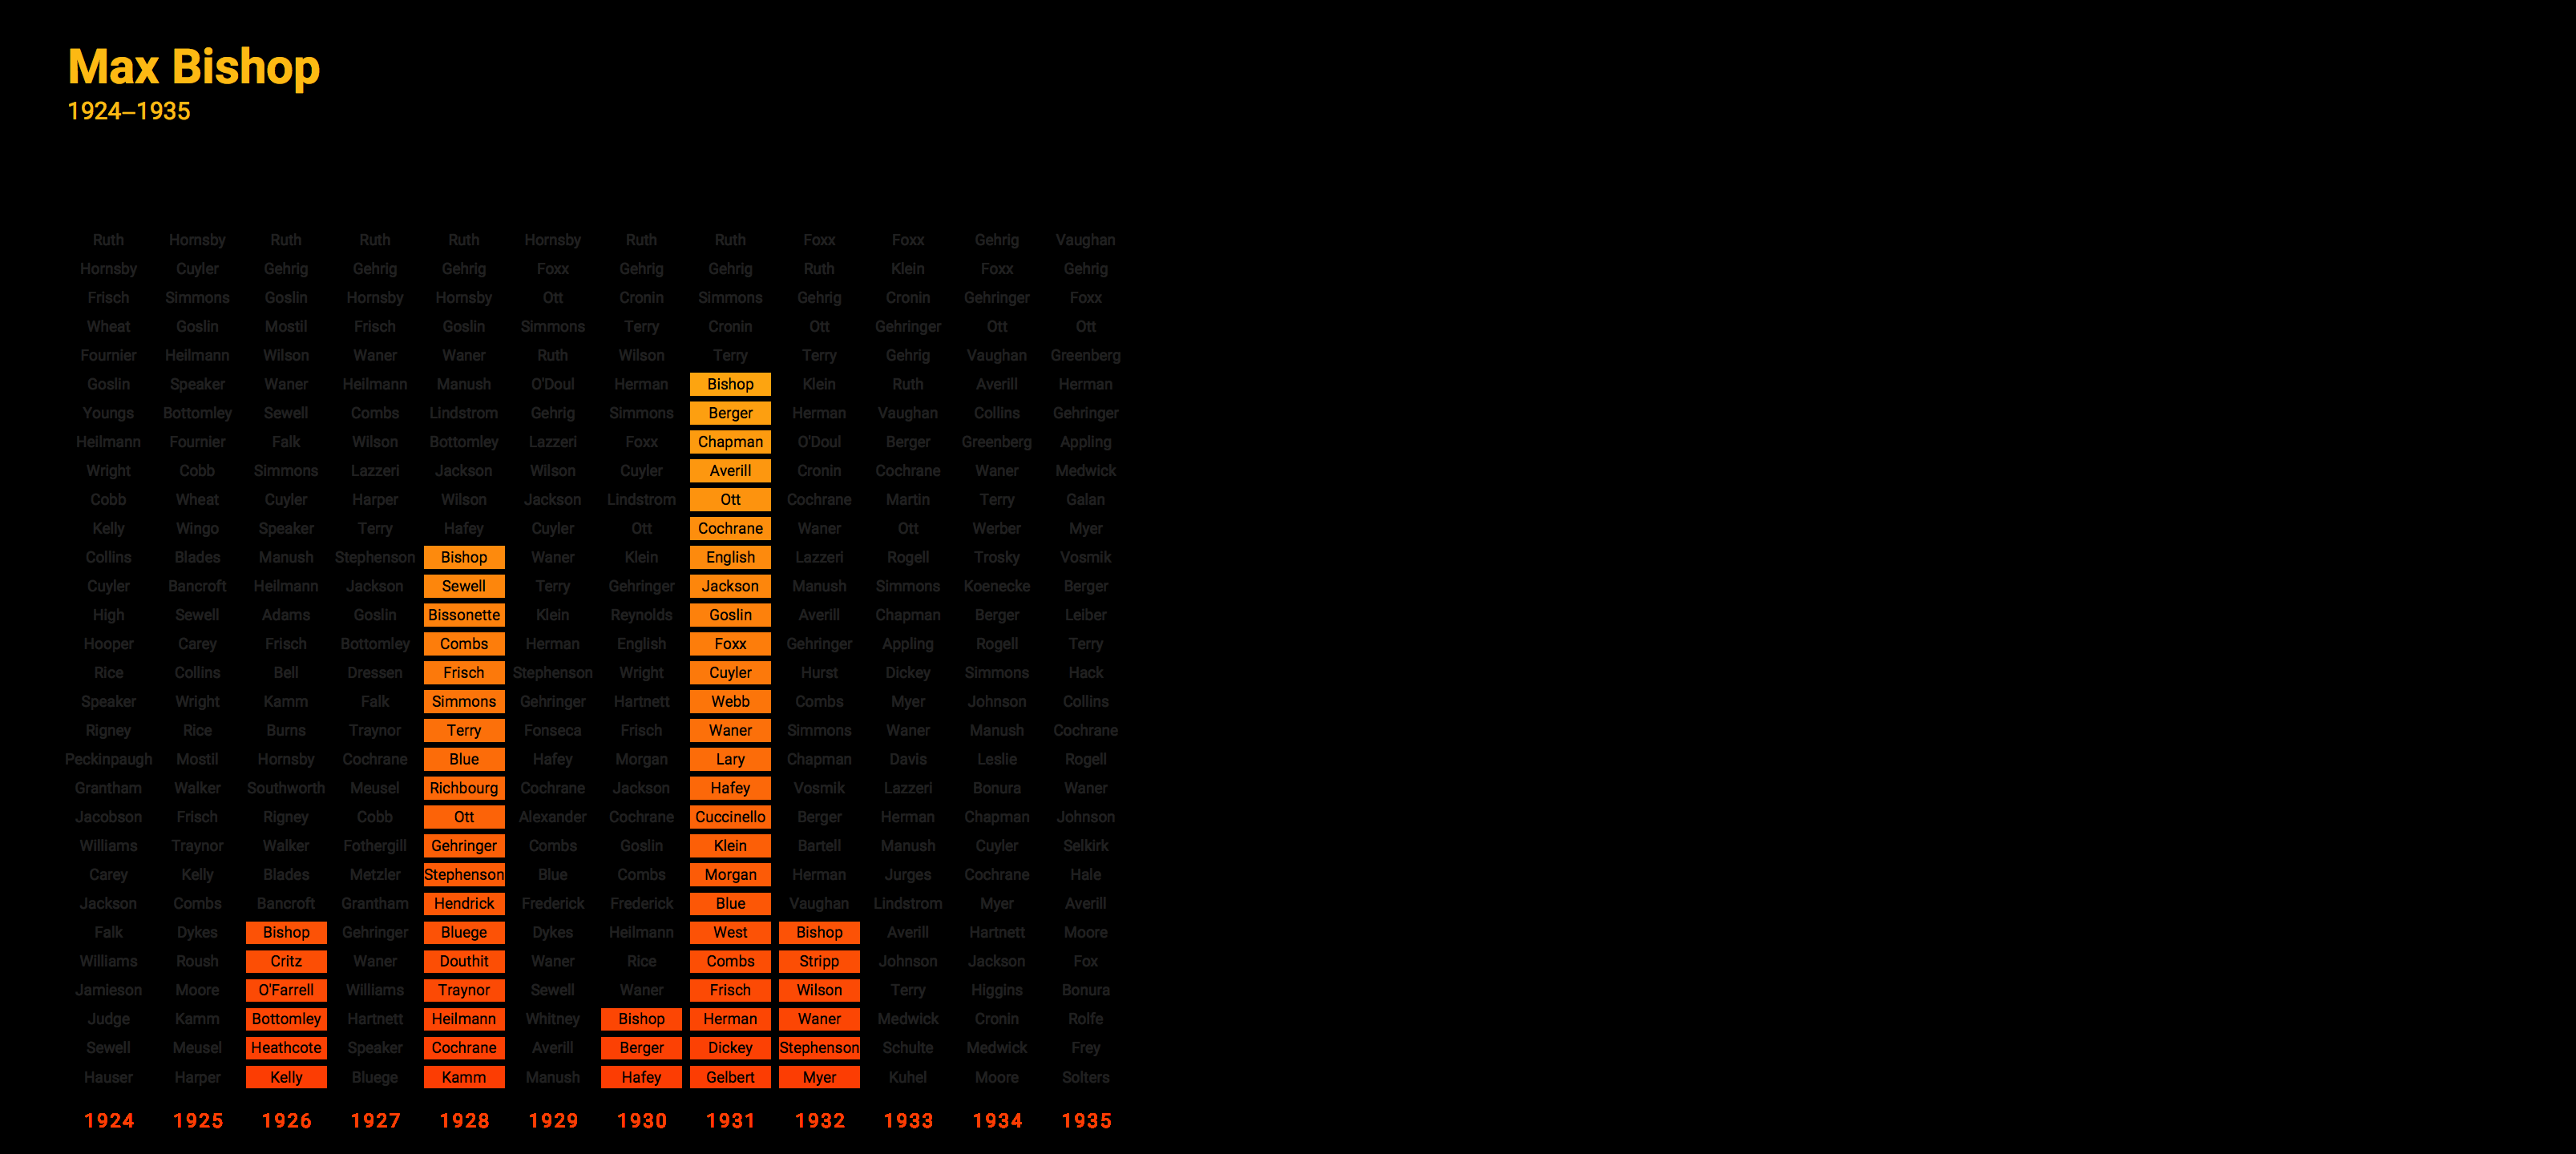 Max Bishop
1924–1935
Ruth Hornsby Ruth Ruth Ruth Hornsby Ruth Ruth Foxx Foxx Gehrig Vaughan
Hornsby Cuyler Gehrig Gehrig Gehrig Foxx Gehrig Gehrig Ruth Klein Foxx Gehrig
Frisch Simmons Goslin Hornsby Hornsby Ott Cronin Simmons Gehrig Cronin Gehringer Foxx
Wheat Goslin Mostil Frisch Goslin Simmons Terry Cronin Ott Gehringer Ott Ott
Fournier Heilmann Wilson Waner Waner Ruth Wilson Terry Terry Gehrig Vaughan Greenberg
Goslin Speaker Waner Heilmann Manush O'Doul Herman Bishop Klein Ruth Averill Herman
Youngs Bottomley Sewell Combs Lindstrom Gehrig Simmons Berger Herman Vaughan Collins Gehringer
Heilmann Fournier Falk Wilson Bottomley Lazzeri Foxx Chapman O'Doul Berger Greenberg Appling
Wright Cobb Simmons Lazzeri Jackson Wilson Cuyler Averill Cronin Cochrane Waner Medwick
Cobb Wheat Cuyler Harper Wilson Jackson Lindstrom Ott Cochrane Martin Terry Galan
Kelly Wingo Speaker Terry Hafey Cuyler Ott Cochrane Waner Ott Werber Myer
Collins Blades Manush Stephenson Bishop Waner Klein English Lazzeri Rogell Trosky Vosmik
Cuyler Bancroft Heilmann Jackson Sewell Terry Gehringer Jackson Manush Simmons Koenecke Berger
High Sewell Adams Goslin Bissonette Klein Reynolds Goslin Averill Chapman Berger Leiber
Hooper Carey Frisch Bottomley Combs Herman English Foxx Gehringer Appling Rogell Terry
Rice Collins Bell Dressen Frisch Stephenson Wright Cuyler Hurst Dickey Simmons Hack
Speaker Wright Kamm Falk Simmons Gehringer Hartnett Webb Combs Myer Johnson Collins
Rigney Rice Burns Traynor Terry Fonseca Frisch Waner Simmons Waner Manush Cochrane
Peckinpaugh Mostil Hornsby Cochrane Blue Hafey Morgan Lary Chapman Davis Leslie Rogell
Grantham Walker Southworth Meusel Richbourg Cochrane Jackson Hafey Vosmik Lazzeri Bonura Waner
Jacobson Frisch Rigney Cobb Ott Alexander Cochrane Cuccinello Berger Herman Chapman Johnson
Williams Traynor Walker Fothergill Gehringer Combs Goslin Klein Bartell Manush Cuyler Selkirk
Carey Kelly Blades Metzler Stephenson Blue Combs Morgan Herman Jurges Cochrane Hale
Jackson Combs Bancroft Grantham Hendrick Frederick Frederick Blue Vaughan Lindstrom Myer Averill
Falk Dykes Bishop Gehringer Bluege Dykes Heilmann West Bishop Averill Hartnett Moore
Williams Roush Critz Waner Douthit Waner Rice Combs Stripp Johnson Jackson Fox
Jamieson Moore O'Farrell Williams Traynor Sewell Waner Frisch Wilson Terry Higgins Bonura
Judge Kamm Bottomley Hartnett Heilmann Whitney Bishop Herman Waner Medwick Cronin Rolfe
Sewell Meusel Heathcote Speaker Cochrane Averill Berger Dickey Stephenson Schulte Medwick Frey
Hauser Harper Kelly Bluege Kamm Manush Hafey Gelbert Myer Kuhel Moore Solters
1924 1925 1926 1927 1928 1929 1930 1931 1932 1933 1934 1935